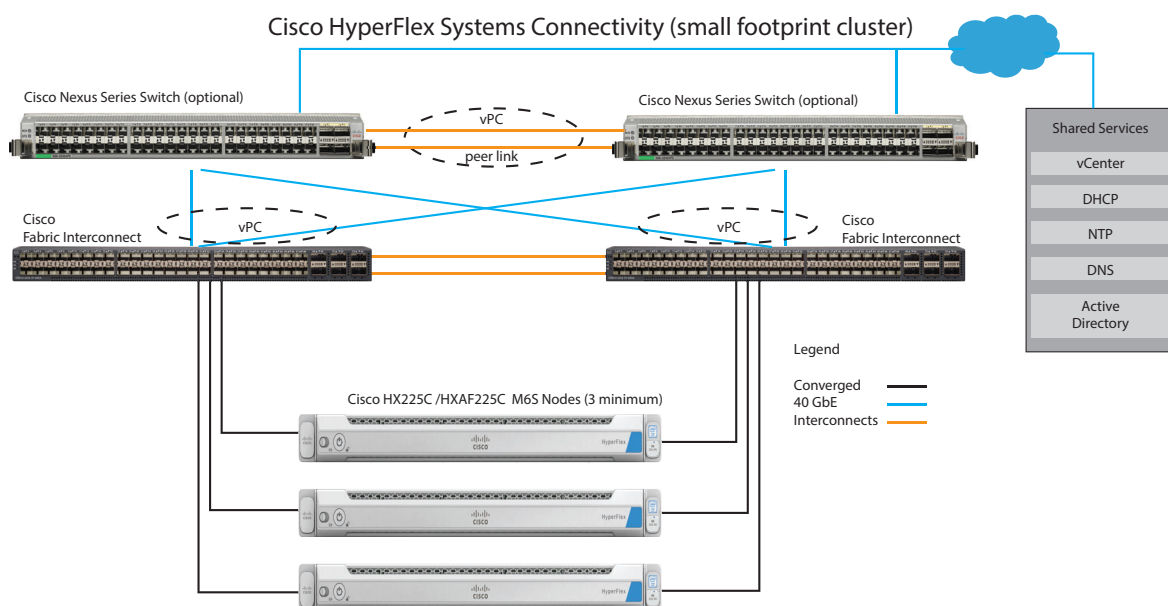 Cisco HyperFlex Systems Connectivity (small footprint cluster)
Cisco Nexus Series Switch (optional)
Cisco Nexus Series Switch (optional)
vPC
peer link
Shared Services
vCenter
DHCP
NTP
DNS
Active
Directory
Cisco
Fabric Interconnect
vPC
vPC
Cisco
Fabric Interconnect
Legend
Converged
40 GbE
Interconnects
Cisco HX225C /HXAF225C M6S Nodes (3 minimum)
CISCO
HyperFlex
CISCO
HyperFlex
CISCO
HyperFlex